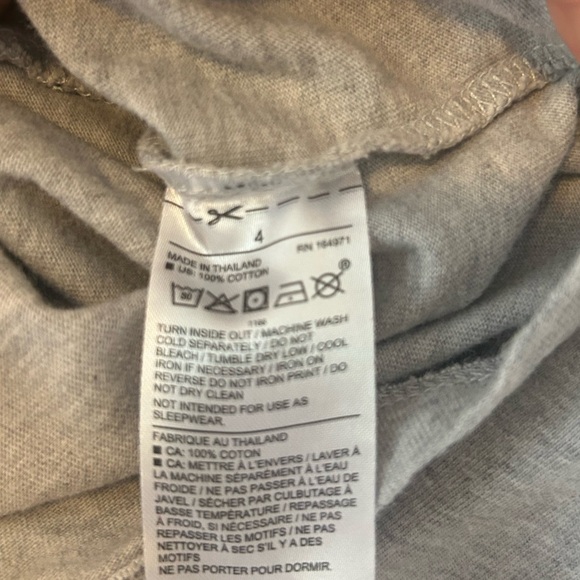 4
RN 164971
MADE IN THAILAND
US: 100% COTTON
30
®
TURN INSIDE OUT / MACHINE WASH
COLD SEPARATELY / DO NOT
BLEACH / TUMBLE DRY LOW / COOL
IRON IF NECESSARY / IRON ON
REVERSE DO NOT IRON PRINT / DO
NOT DRY CLEAN
NOT INTENDED FOR USE AS
SLEEPWEAR.
FABRIQUE AU THAILAND
CA: 100% COTON
CA: METTRE À L'ENVERS / LAVER À
LA MACHINE SÉPARÉMENT À L'EAU
FROIDE / NE PAS PASSER À L'EAU DE
JAVEL / SÉCHER PAR CULBUTAGE À
BASSE TEMPÉRATURE / REPASSAGE
À FROID, SI NÉCESSAIRE / NE PAS
REPASSER LES MOTIFS / NE PAS
NETTOYER À SEC S'IL Y A DES
MOTIFS
NE PAS PORTER POUR DORMIR.